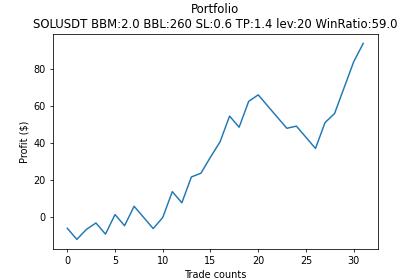 Portfolio
SOLUSDT BBM:2.0 BBL:260 SL:0.6 TP:1.4 lev:20 WinRatio:59.0
80
60
40
20
0
Profit ($)
0 5 10 15 20 25 30
Trade counts